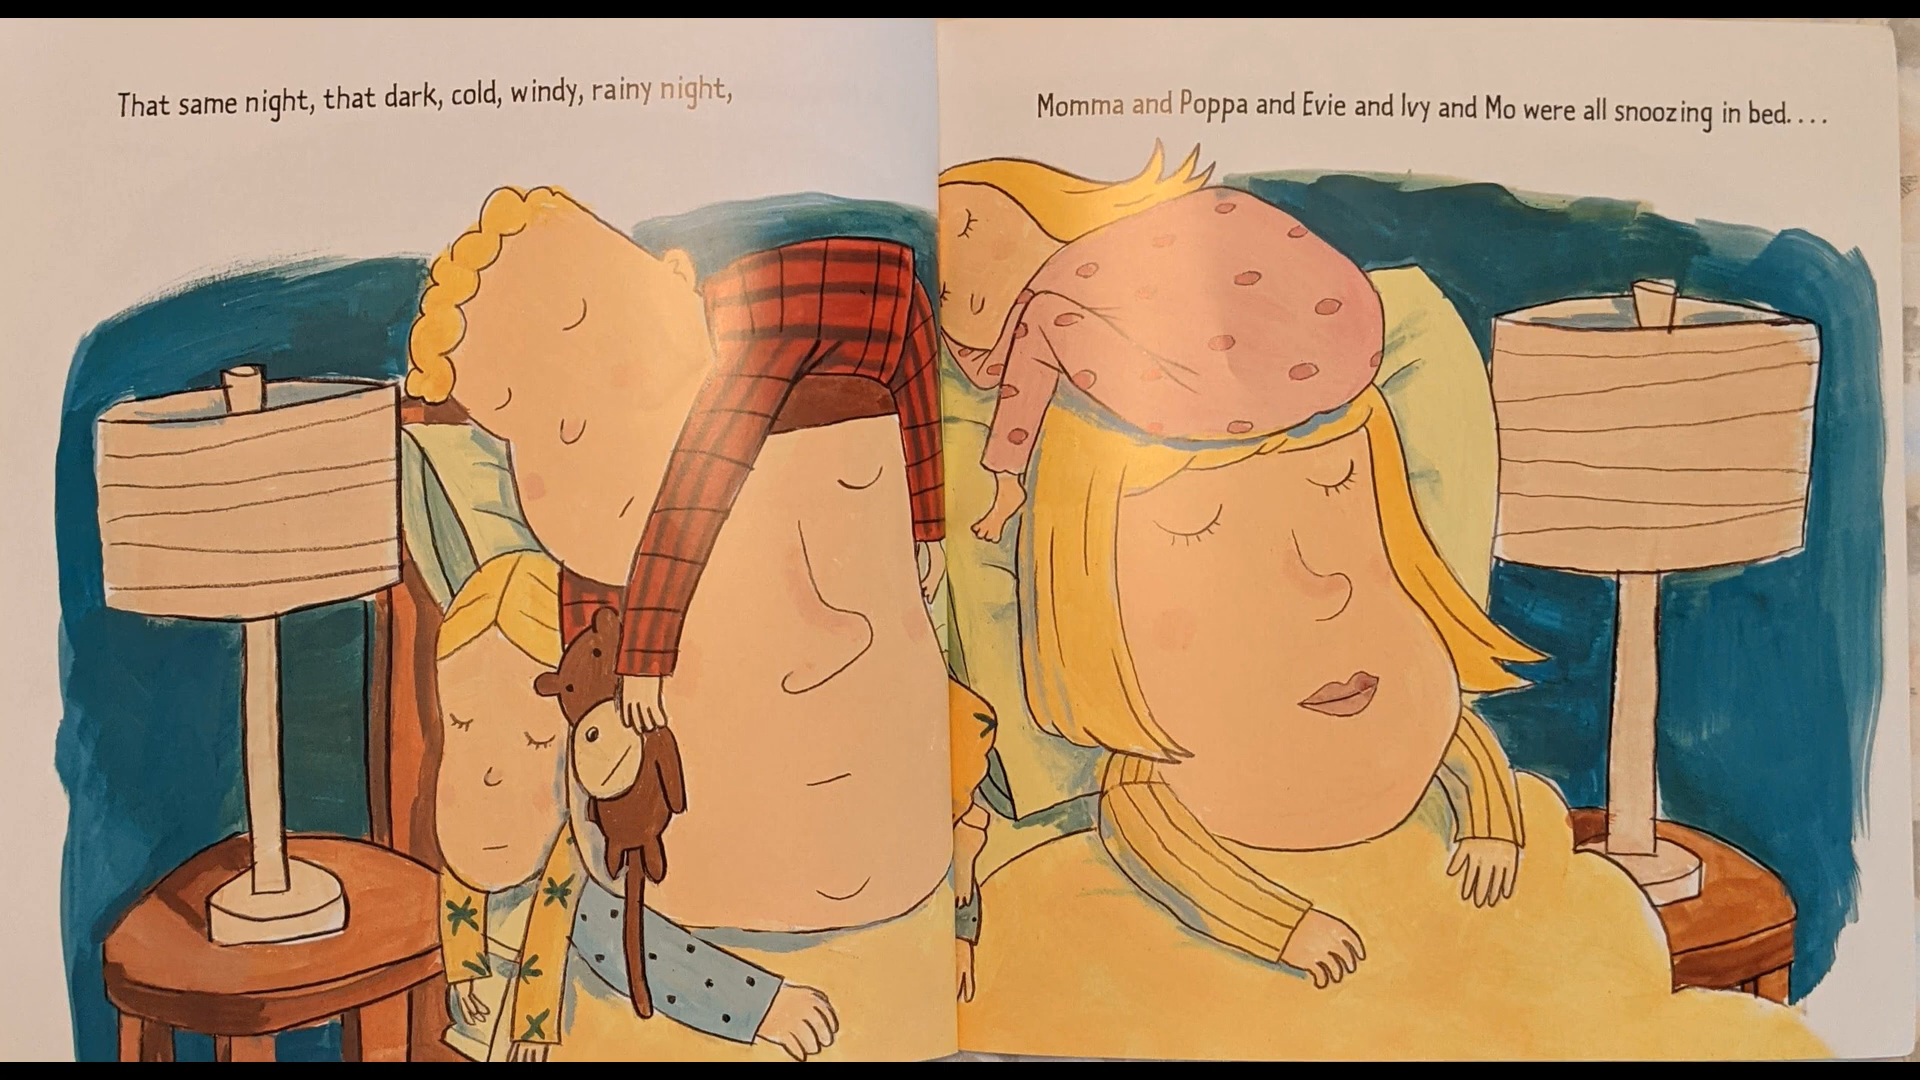 That same night, that dark, cold, windy, rainy night,
Momma and Poppa and Evie and Ivy and Mo were all snoozing in bed....